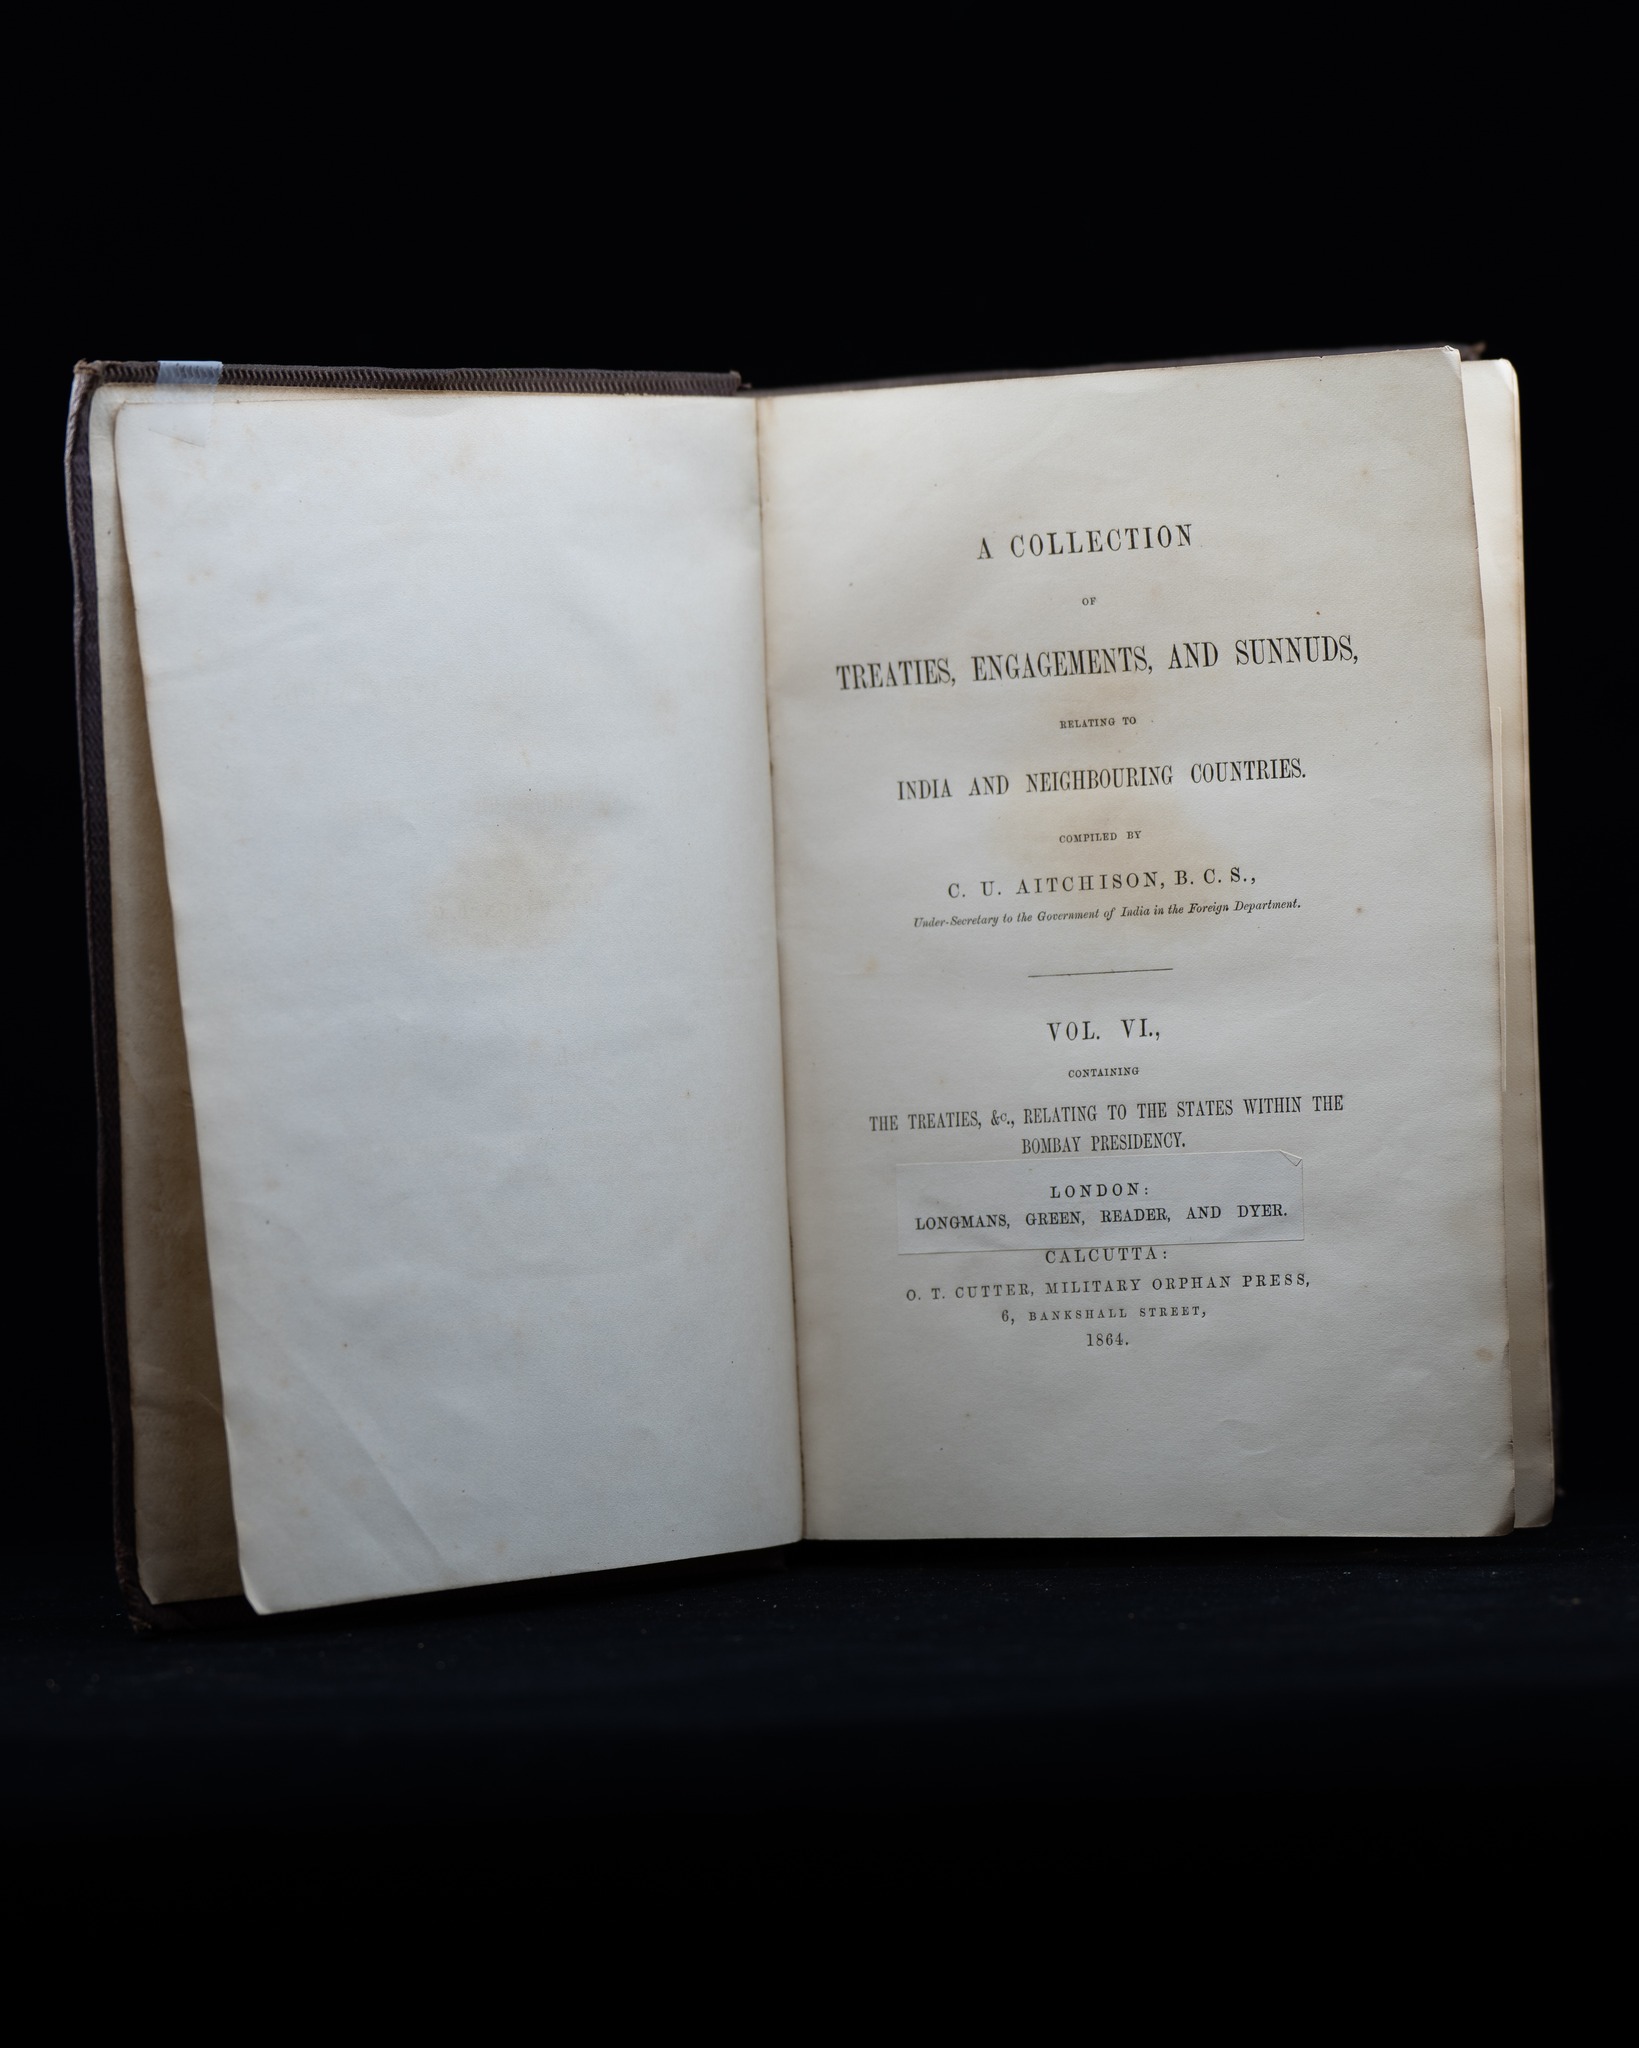 A COLLECTION
OF
TREATIES, ENGAGEMENTS, AND SUNNUDS,
RELATING TO
INDIA AND NEIGHBOURING COUNTRIES.
COMPILED BY
C. U. AITCHISON, B. C. S.,
Under-Secretary to the Government of India in the Foreign Department.
VOL. VI.,
CONTAINING
THE TREATIES, &c., RELATING TO THE STATES WITHIN THE
BOMBAY PRESIDENCY.
LONDON:
LONGMANS, GREEN, READER, AND DYER.
CALCUTTA:
O. T. CUTTER, MILITARY ORPHAN PRESS,
6, BANKSHALL STREET,
1864.